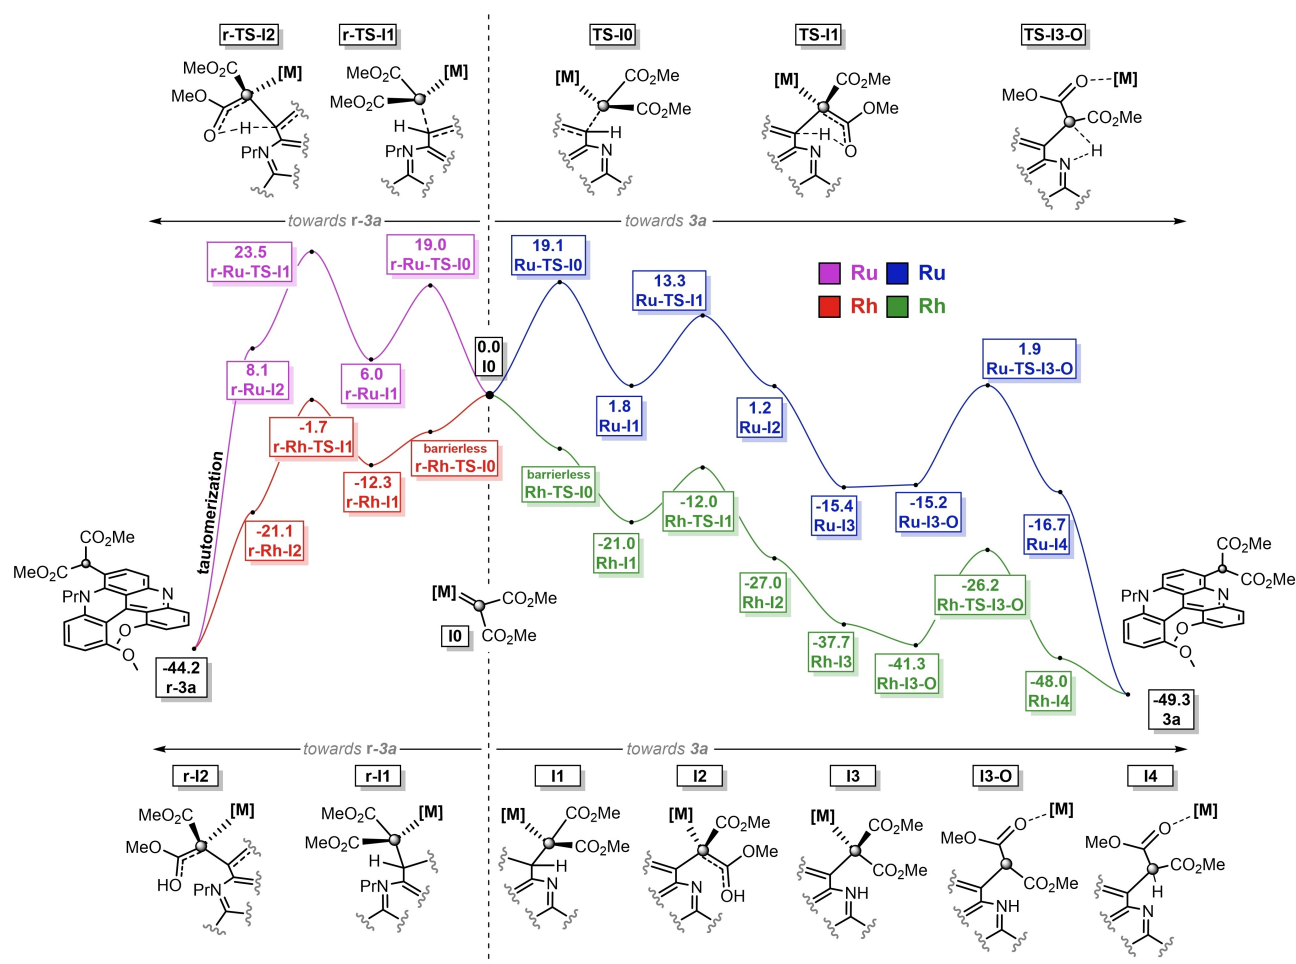 r-TS-I2
r-TS-I1
TS-I0
TS-I1
TS-I3-O
MeO₂C
[M]
MeO
O
H
PrN
MeO₂C
MeO₂C
[M]
H
PrN
[M]
CO₂Me
CO₂Me
H
N
[M]
CO₂Me
OMe
H
N
O
O
[M]
MeO
CO₂Me
H
N
towards r-3a
towards 3a
23.5
r-Ru-TS-I1
19.0
r-Ru-TS-I0
19.1
Ru-TS-I0
13.3
Ru-TS-I1
Ru
Ru
Rh
Rh
0.0
I0
8.1
r-Ru-I2
6.0
r-Ru-I1
1.8
Ru-I1
1.2
Ru-I2
1.9
Ru-TS-I3-O
-1.7
r-Rh-TS-I1
barrierless
r-Rh-TS-I0
-12.3
r-Rh-I1
-21.1
r-Rh-I2
tautomerization
barrierless
Rh-TS-I0
-12.0
Rh-TS-I1
-21.0
Rh-I1
-27.0
Rh-I2
-15.4
Ru-I3
-15.2
Ru-I3-O
-16.7
Ru-I4
-26.2
Rh-TS-I3-O
-37.7
Rh-I3
-41.3
Rh-I3-O
-48.0
Rh-I4
CO₂Me
MeO₂C
PrN
N
O
O
-44.2
r-3a
[M]
CO₂Me
CO₂Me
I0
CO₂Me
CO₂Me
PrN
N
O
O
-49.3
3a
towards r-3a
towards 3a
r-I2
r-I1
I1
I2
I3
I3-O
I4
MeO₂C
[M]
MeO
HO
PrN
MeO₂C
[M]
MeO₂C
H
PrN
[M]
CO₂Me
CO₂Me
H
N
[M]
CO₂Me
OMe
N
OH
[M]
CO₂Me
CO₂Me
NH
[M]
O
MeO
CO₂Me
NH
[M]
O
MeO
CO₂Me
H
N